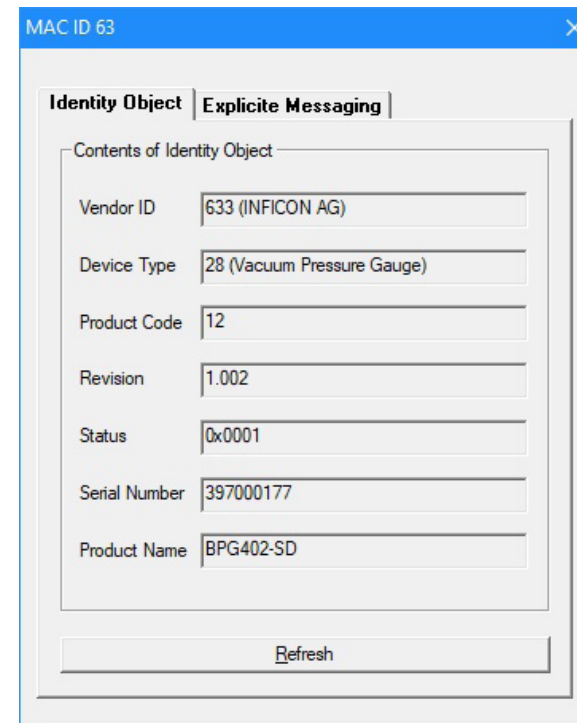 MAC ID 63
Identity Object Explicite Messaging
Contents of Identity Object
Vendor ID 633 (INFICON AG)
Device Type 28 (Vacuum Pressure Gauge)
Product Code 12
Revision 1.002
Status 0x0001
Serial Number 397000177
Product Name BPG402-SD
Refresh